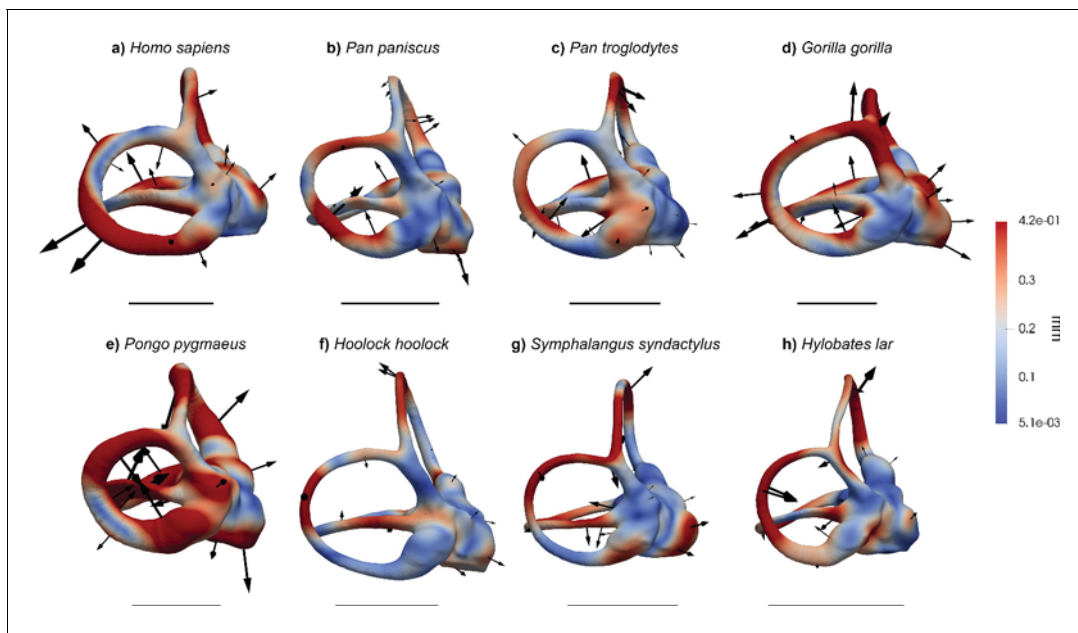 a) Homo sapiens
b) Pan paniscus
c) Pan troglodytes
d) Gorilla gorilla
4.2e-01
0.3
0.2
mm
0.1
5.1e-03
e) Pongo pygmaeus
f) Hoolock hoolock
g) Symphalangus syndactylus
h) Hylobates lar